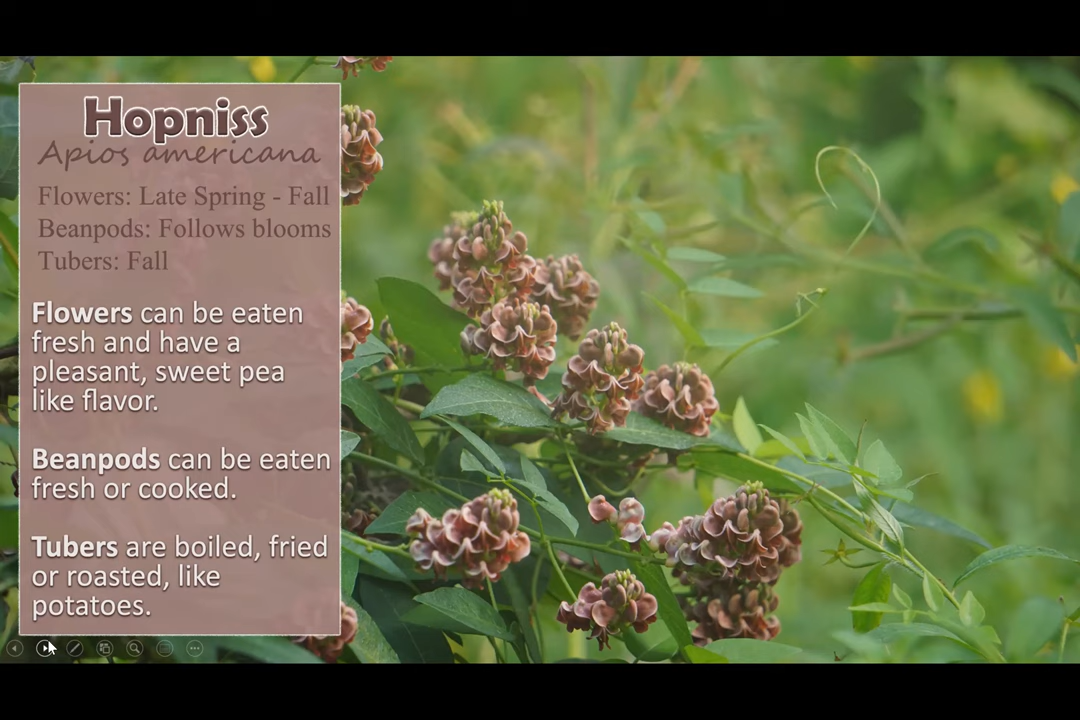 Hopniss
Apios americana
Flowers: Late Spring - Fall
Beanpods: Follows blooms
Tubers: Fall
Flowers can be eaten
fresh and have a
pleasant, sweet pea
like flavor.
Beanpods can be eaten
fresh or cooked.
Tubers are boiled, fried
or roasted, like
potatoes.